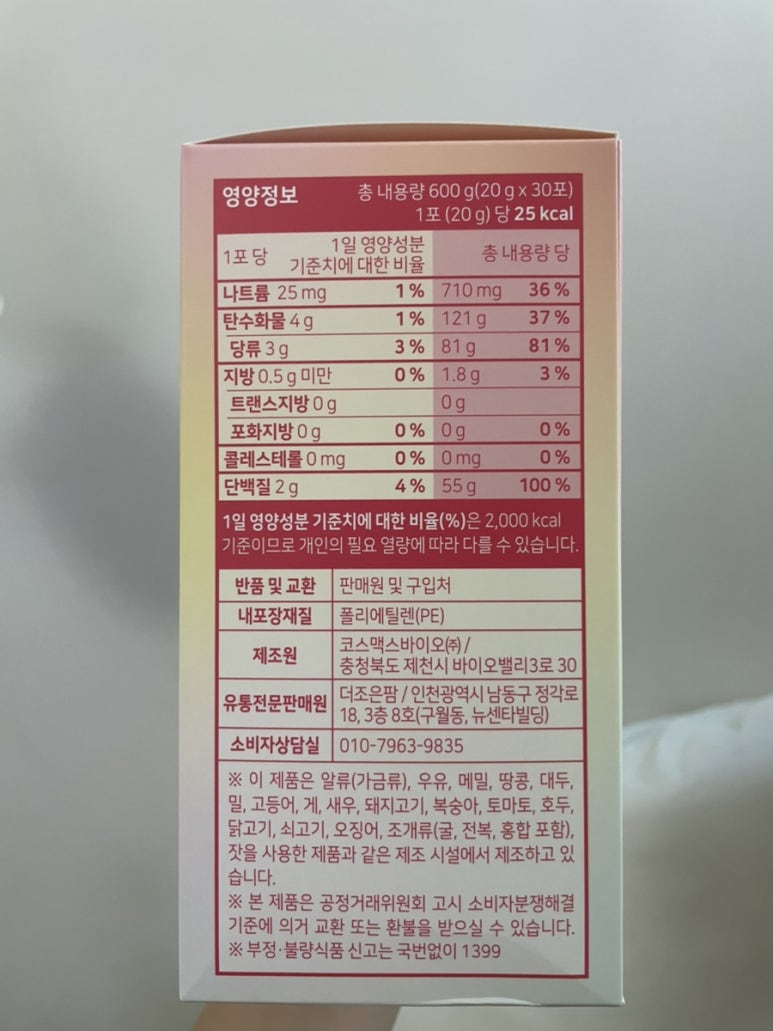 영양정보
총 내용량 600 g(20 g x 30포)
1포 (20 g) 당 25 kcal
1포 당 1일 영양성분 기준치에 대한 비율 총 내용량 당
나트륨 25 mg 1 % 710 mg 36 %
탄수화물 4 g 1 % 121 g 37 %
당류 3 g 3 % 81 g 81 %
지방 0.5 g 미만 0 % 1.8 g 3 %
트랜스지방 0 g 0 g
포화지방 0 g 0 % 0 g 0 %
콜레스테롤 0 mg 0 % 0 mg 0 %
단백질 2 g 4 % 55 g 100 %
1일 영양성분 기준치에 대한 비율(%)은 2,000 kcal
기준이므로 개인의 필요 열량에 따라 다를 수 있습니다.
반품 및 교환 판매원 및 구입처
내포장재질 폴리에틸렌(PE)
제조원 코스맥스바이오㈜ /
충청북도 제천시 바이오밸리3로 30
유통전문판매원 더조은팜 / 인천광역시 남동구 정각로
18, 3층 8호(구월동, 뉴센타빌딩)
소비자상담실 010-7963-9835
※ 이 제품은 알류(가금류), 우유, 메밀, 땅콩, 대두,
밀, 고등어, 게, 새우, 돼지고기, 복숭아, 토마토, 호두,
닭고기, 쇠고기, 오징어, 조개류(굴, 전복, 홍합 포함),
잣을 사용한 제품과 같은 제조 시설에서 제조하고 있
습니다.
※ 본 제품은 공정거래위원회 고시 소비자분쟁해결
기준에 의거 교환 또는 환불을 받으실 수 있습니다.
※ 부정·불량식품 신고는 국번없이 1399